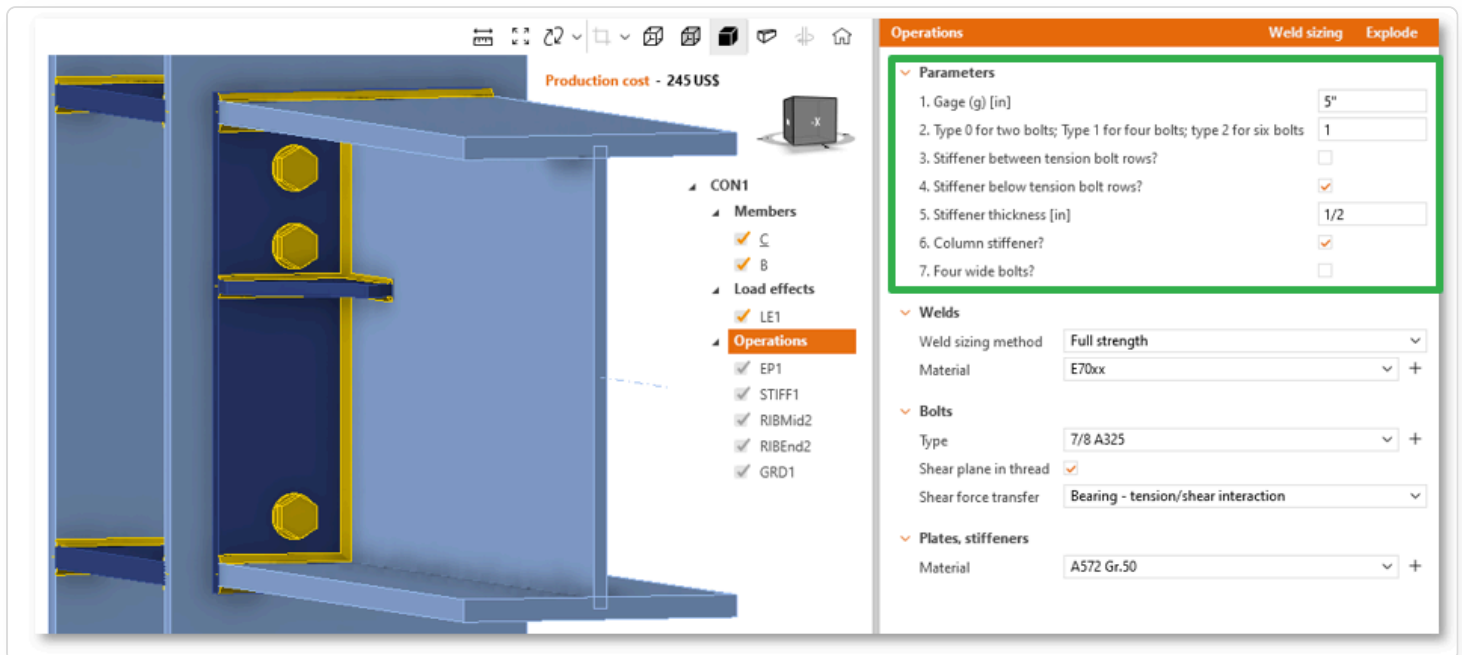 Production cost - 245 US$
-X
CON1
Members
C
B
Load effects
LE1
Operations
EP1
STIFF1
RIBMid2
RIBEnd2
GRD1
Operations Weld sizing Explode
Parameters
1. Gage (g) [in] 5"
2. Type 0 for two bolts; Type 1 for four bolts; type 2 for six bolts 1
3. Stiffener between tension bolt rows?
4. Stiffener below tension bolt rows?
5. Stiffener thickness [in] 1/2
6. Column stiffener?
7. Four wide bolts?
Welds
Weld sizing method Full strength
Material E70xx
Bolts
Type 7/8 A325
Shear plane in thread
Shear force transfer Bearing - tension/shear interaction
Plates, stiffeners
Material A572 Gr.50